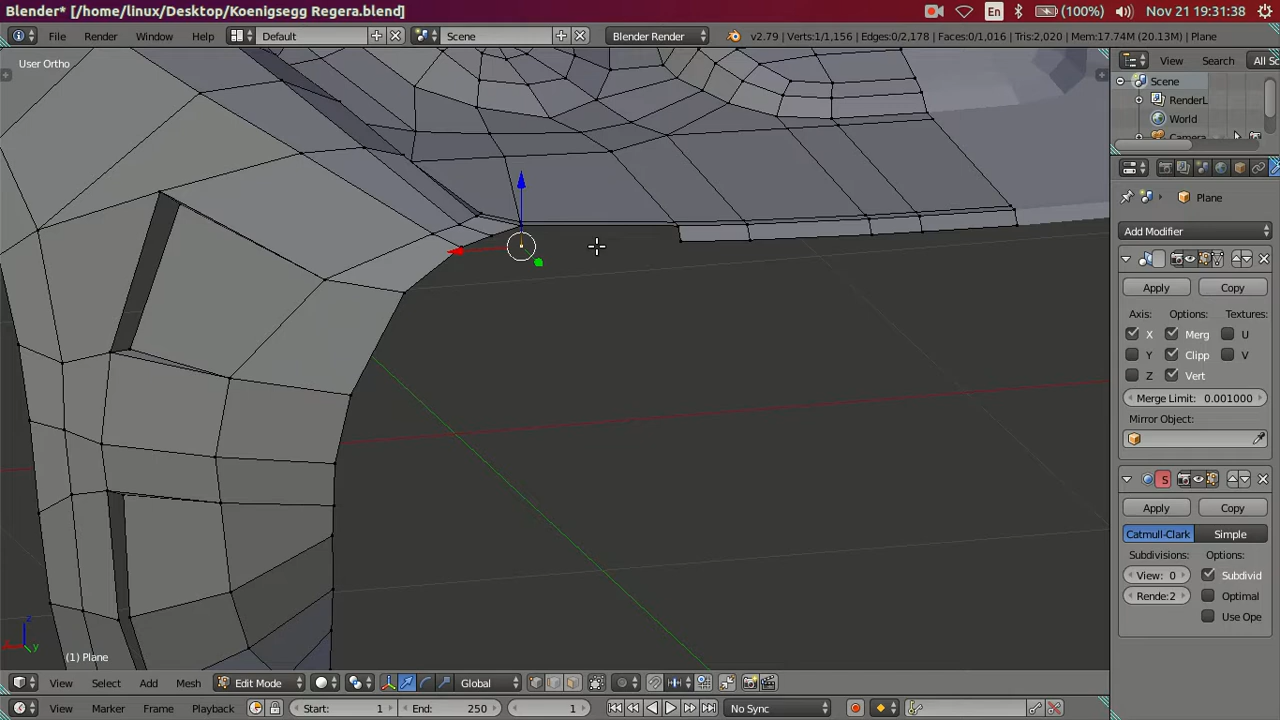 Blender* [/home/linux/Desktop/Koenigsegg Regera.blend]
En
(100%)
Nov 21 19:31:38
File
Render
Window
Help
Default
Scene
Blender Render
v2.79 | Verts:1/1,156 | Edges:0/2,178 | Faces:0/1,016 | Tris:2,020 | Mem:17.74M (20.13M) | Plane
User Ortho
View
Search
All Sc
Scene
RenderL
World
Camera
Plane
Add Modifier
Apply
Copy
Axis:
Options:
Textures:
X
Merg
U
Y
Clipp
V
Z
Vert
Merge Limit: 0.001000
Mirror Object:
S
Apply
Copy
Catmull-Clark
Simple
Subdivisions:
Options:
View: 0
Subdivid
Rende:2
Optimal
Use Ope
z
y
(1) Plane
View
Select
Add
Mesh
Edit Mode
Global
View
Marker
Frame
Playback
Start: 1
End: 250
1
No Sync